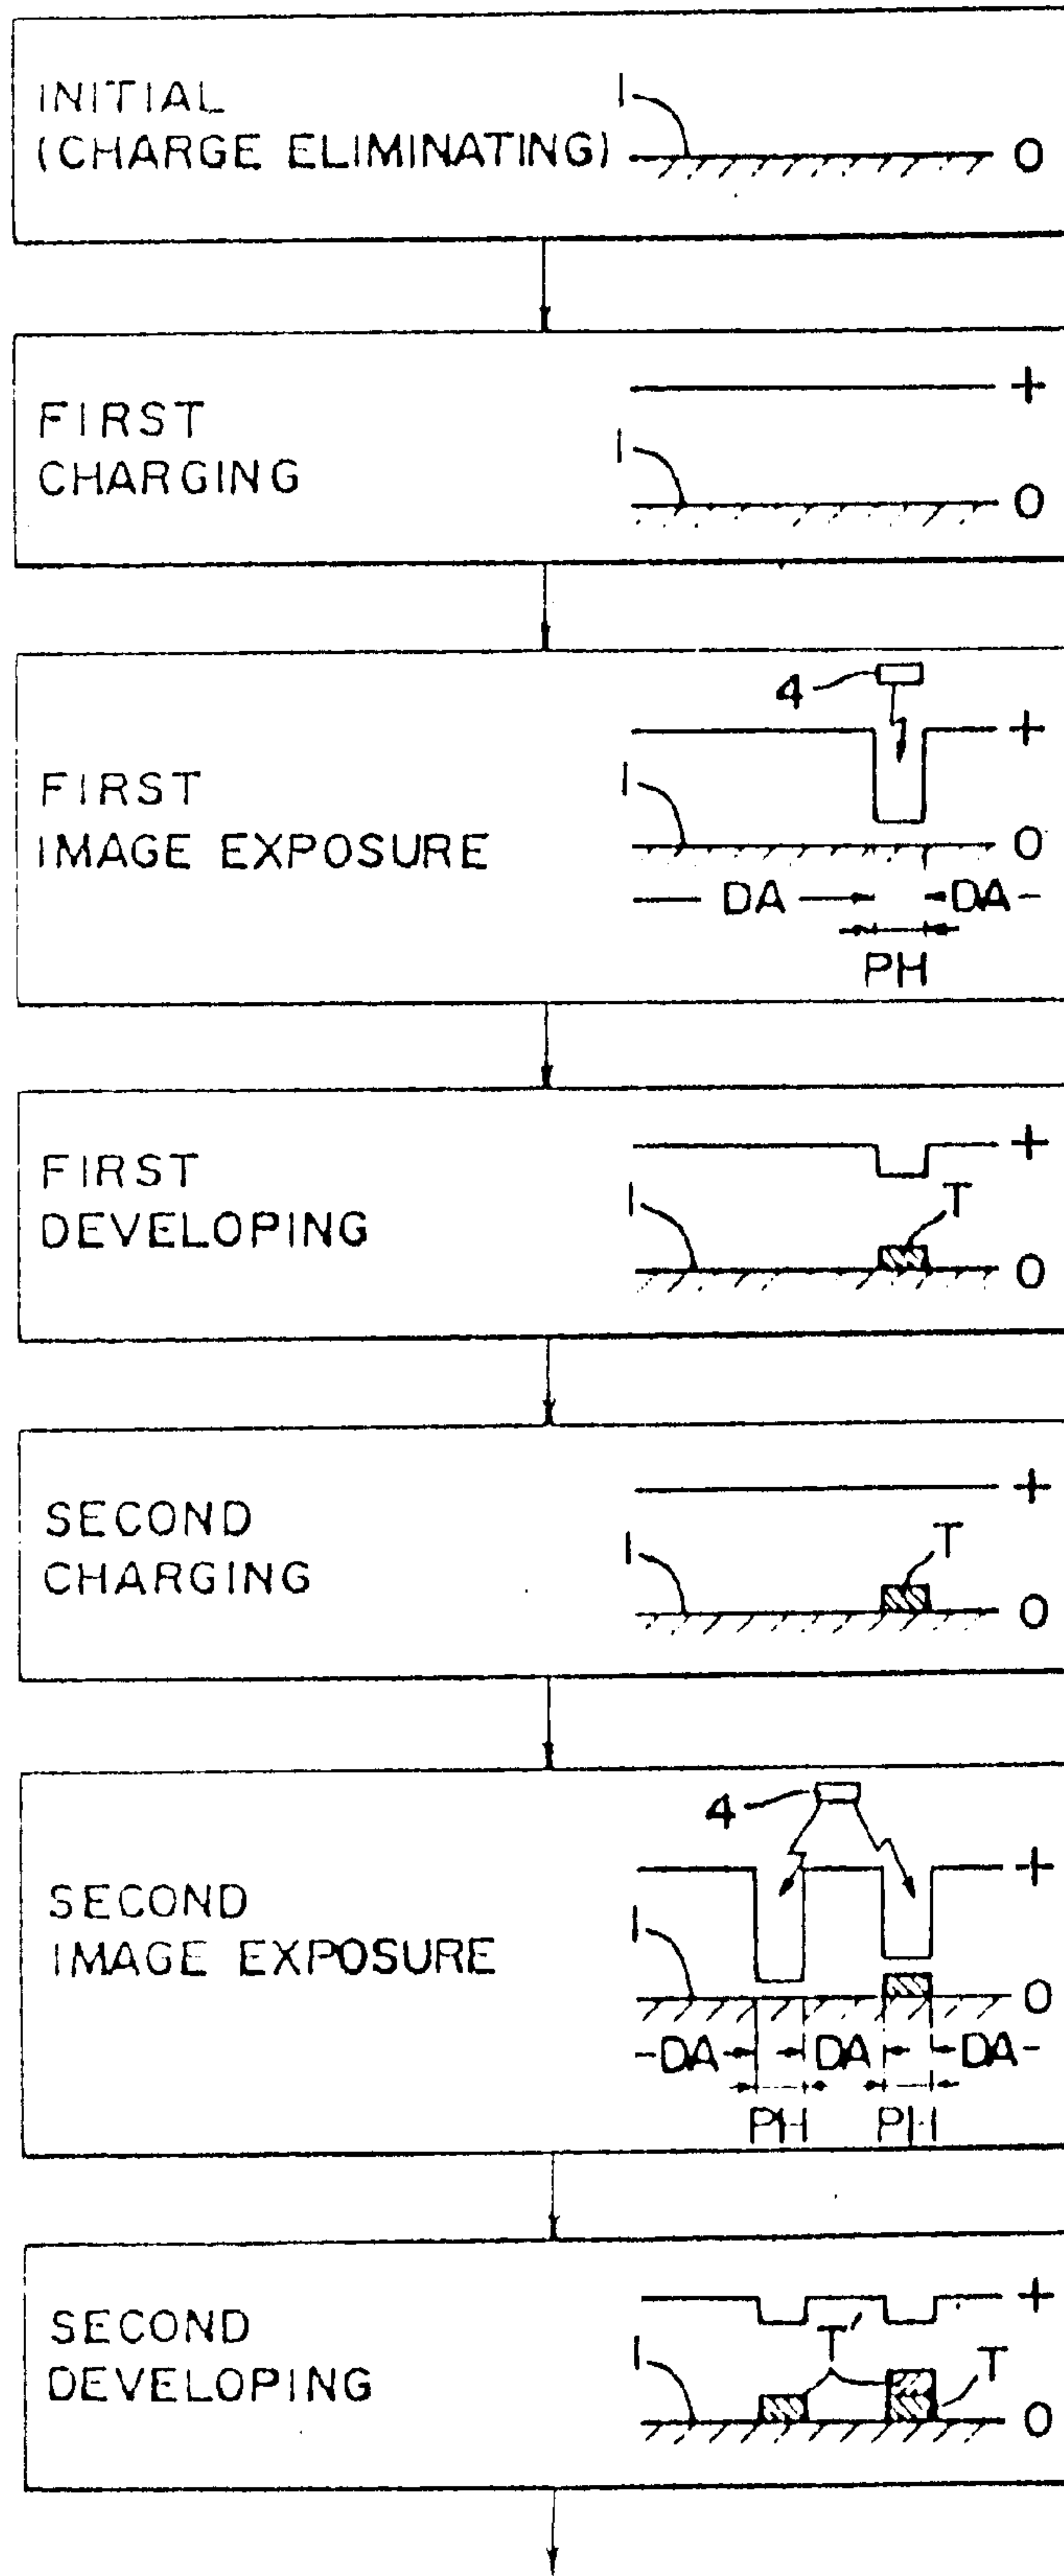 INITIAL
(CHARGE ELIMINATING)
1
0
FIRST
CHARGING
+
1
0
FIRST
IMAGE EXPOSURE
4
+
1
0
DA
DA
PH
FIRST
DEVELOPING
+
1
T
0
SECOND
CHARGING
+
1
T
0
SECOND
IMAGE EXPOSURE
4
+
1
0
DA
DA
DA
PH
PH
SECOND
DEVELOPING
+
T'
1
T
0